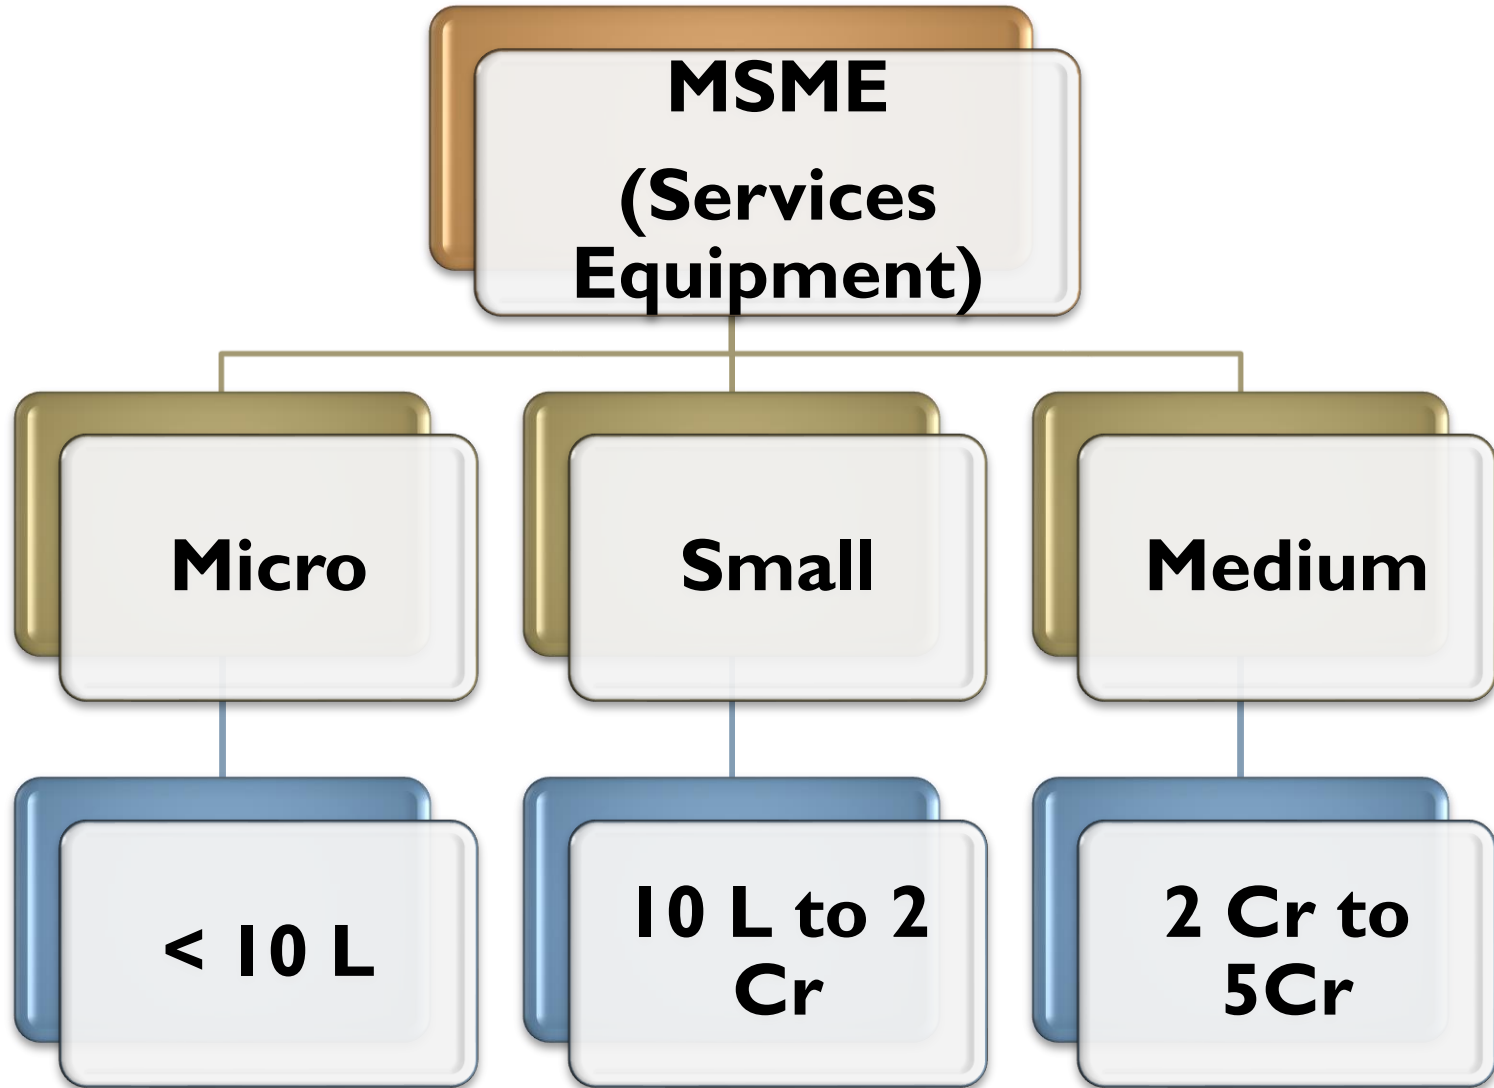 MSME
(Services
Equipment)
Micro
Small
Medium
< 10 L
10 L to 2
Cr
2 Cr to
5Cr